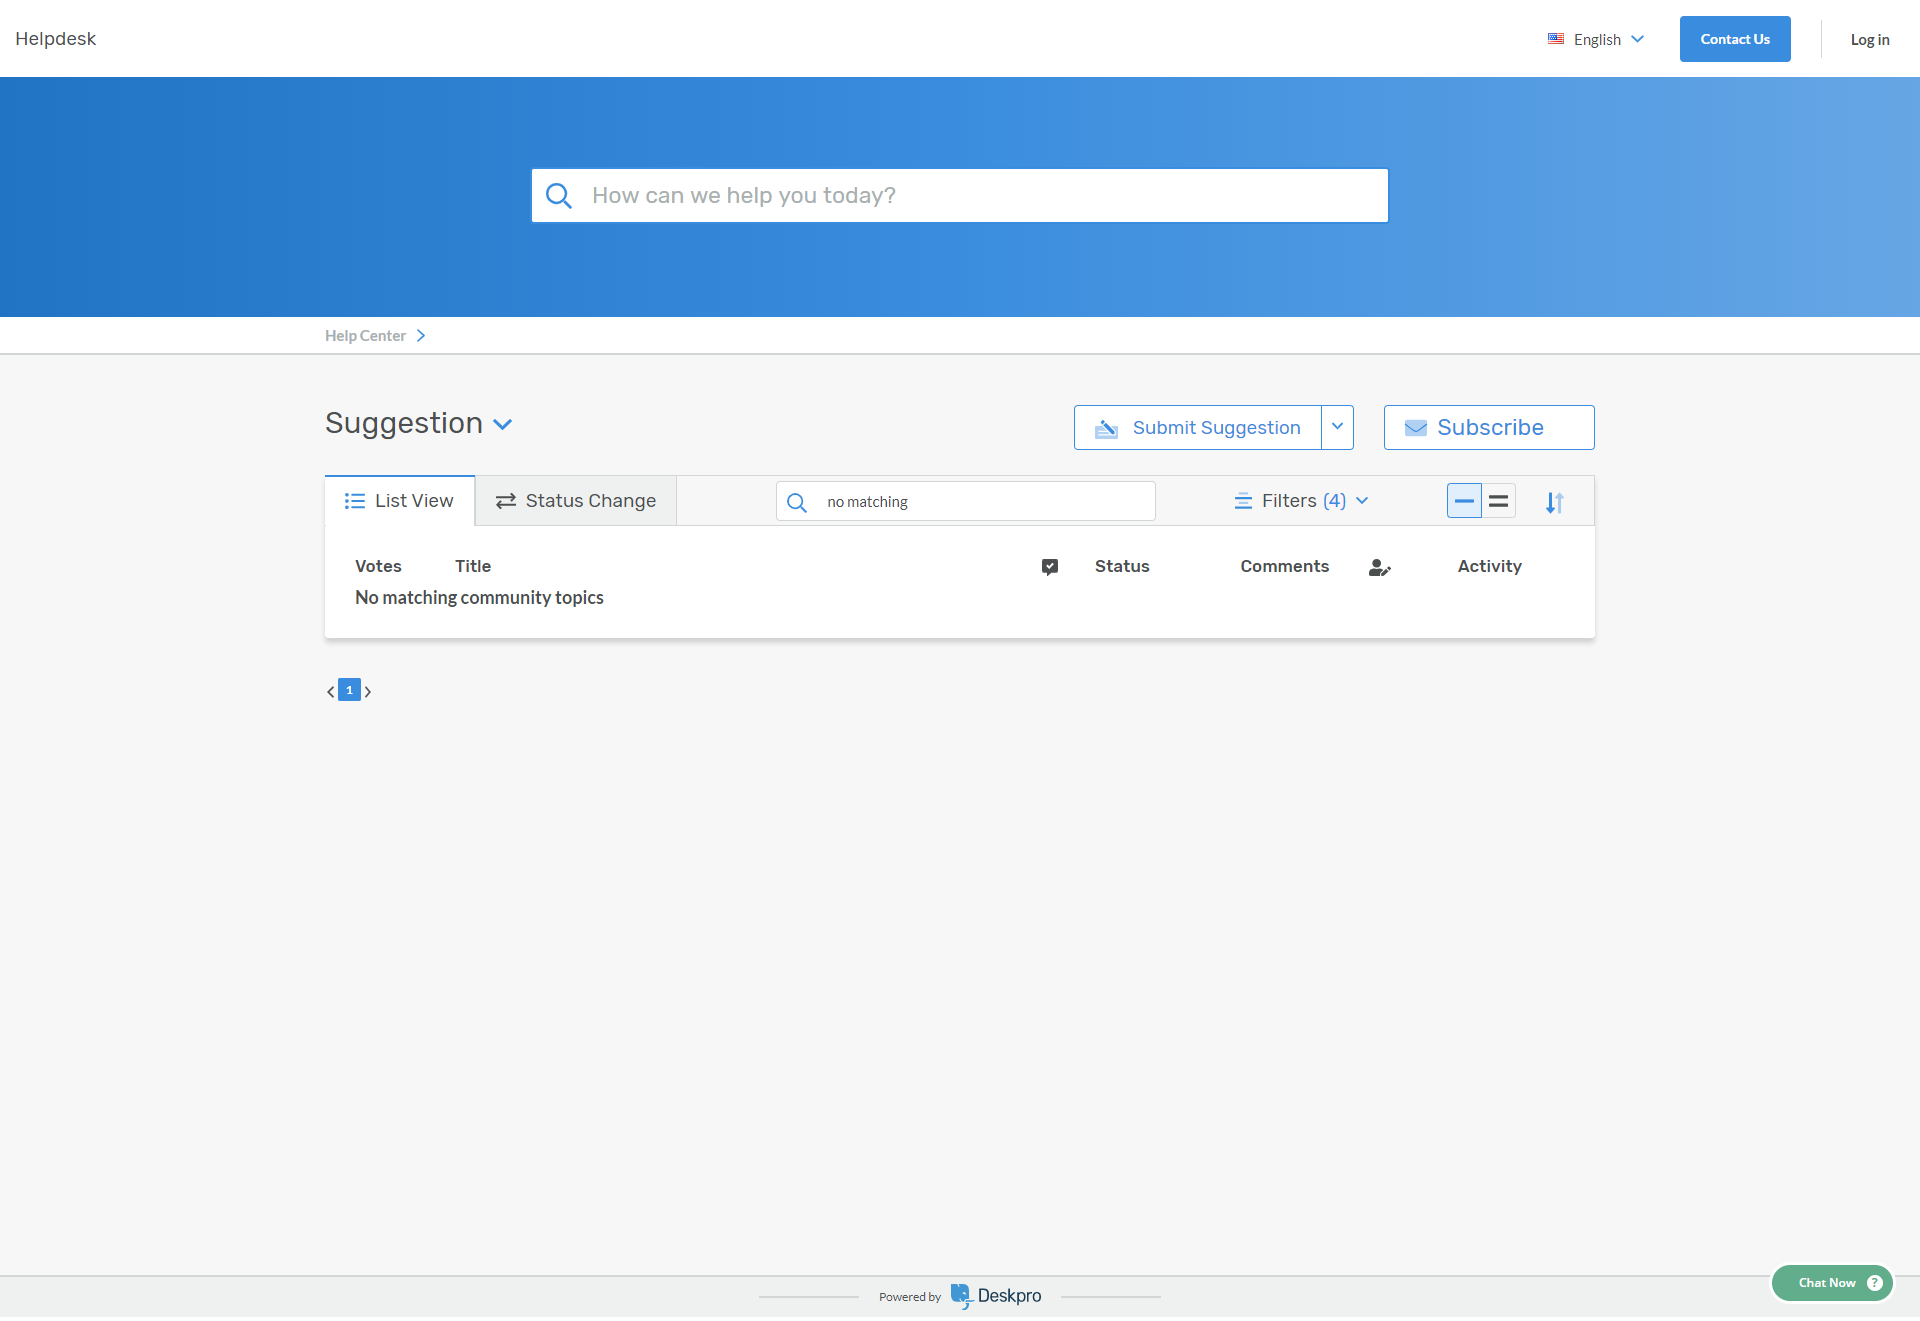 Helpdesk
English
Contact Us
Log in
How can we help you today?
Help Center
Suggestion
Submit Suggestion
Subscribe
List View
Status Change
no matching
Filters (4)
Votes Title Status Comments Activity
No matching community topics
1
Powered by Deskpro
Chat Now ?